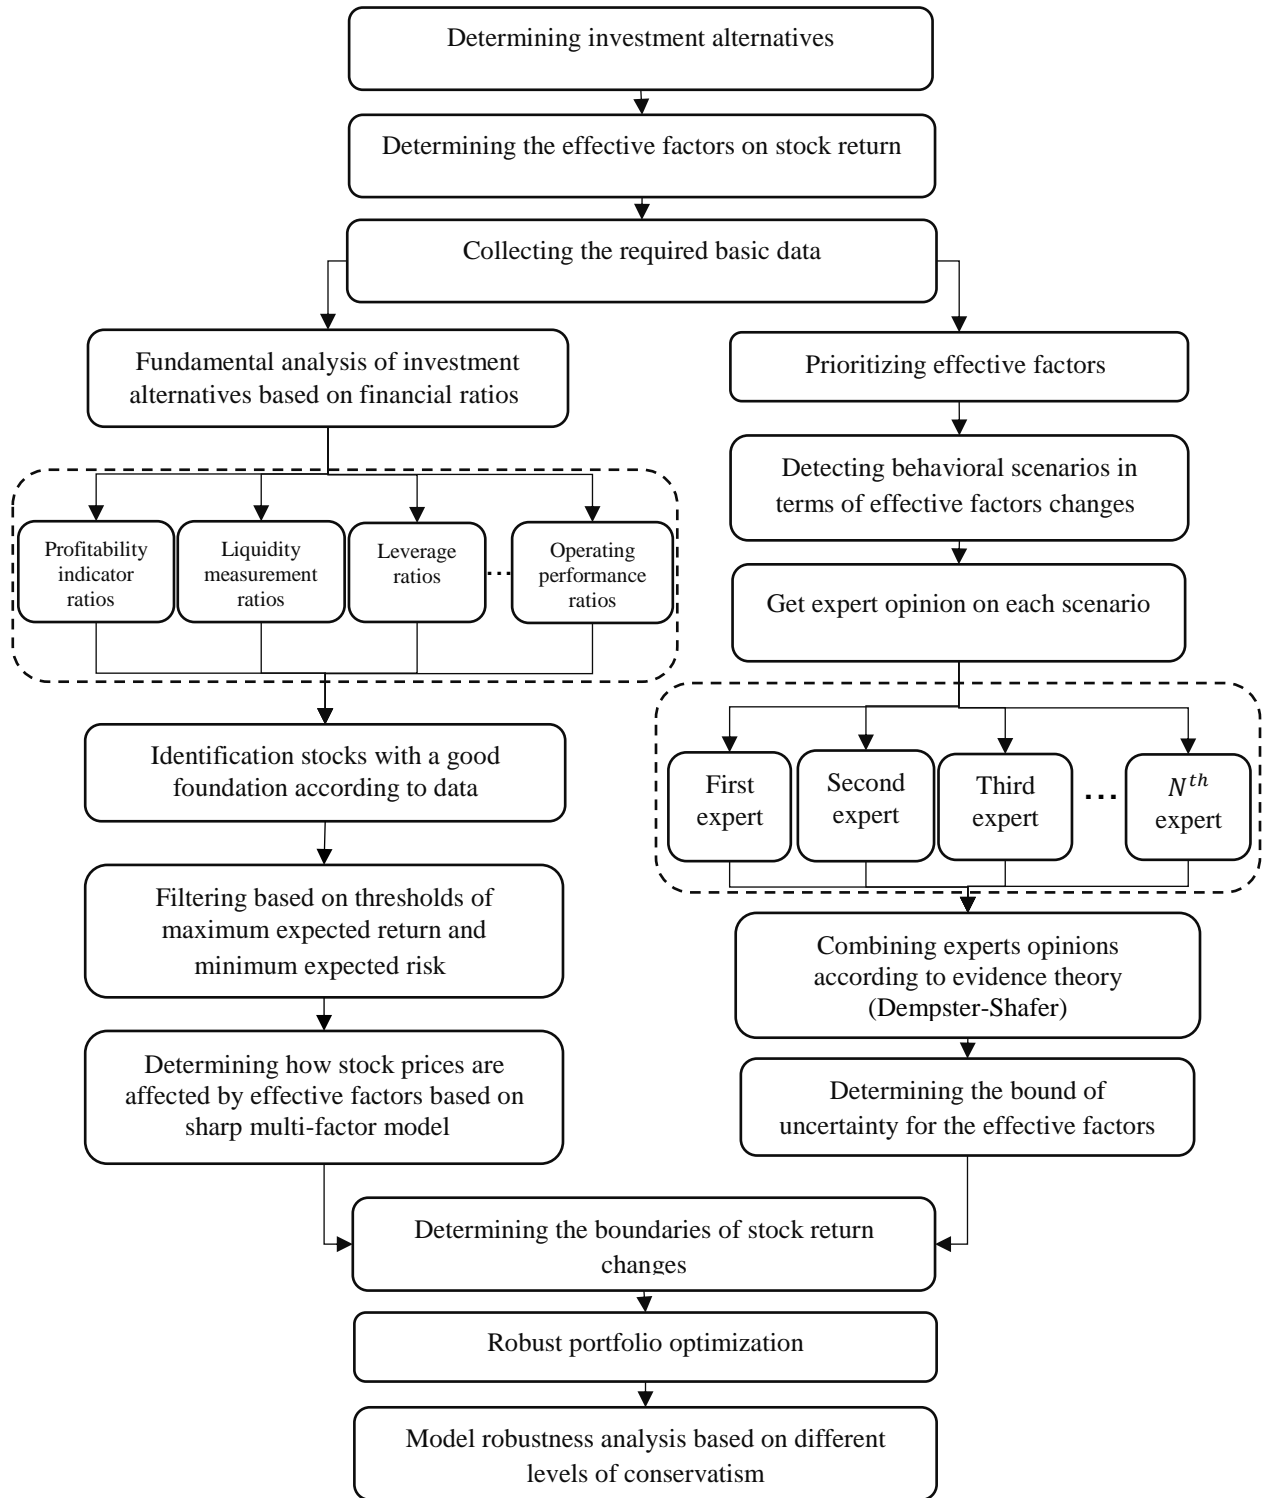 Determining investment alternatives
Determining the effective factors on stock return
Collecting the required basic data
Fundamental analysis of investment
alternatives based on financial ratios
Profitability
indicator
ratios
Liquidity
measurement
ratios
Leverage
ratios
...
Operating
performance
ratios
Identification stocks with a good
foundation according to data
Filtering based on thresholds of
maximum expected return and
minimum expected risk
Determining how stock prices are
affected by effective factors based on
sharp multi-factor model
Prioritizing effective factors
Detecting behavioral scenarios in
terms of effective factors changes
Get expert opinion on each scenario
First
expert
Second
expert
Third
expert
...
N^{th}
expert
Combining experts opinions
according to evidence theory
(Dempster-Shafer)
Determining the bound of
uncertainty for the effective factors
Determining the boundaries of stock return
changes
Robust portfolio optimization
Model robustness analysis based on different
levels of conservatism